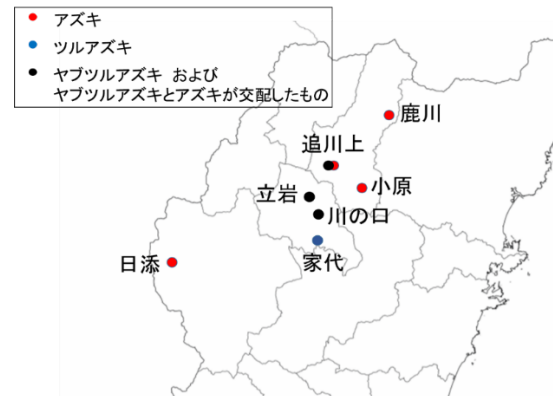 アズキ
ツルアズキ
ヤブツルアズキ および
ヤブツルアズキとアズキが交配したもの
鹿川
追川上
小原
立岩
川の口
家代
日添